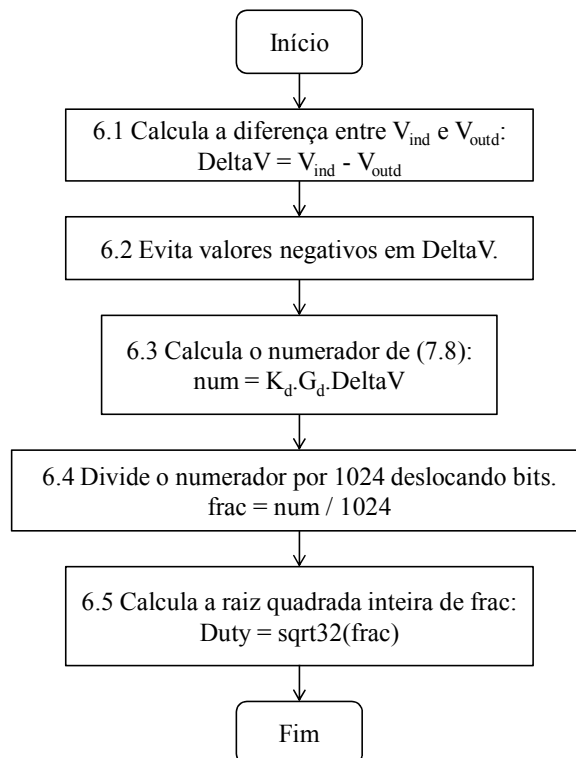 Início
6.1 Calcula a diferença entre Vind e Voutd:
DeltaV = Vind - Voutd
6.2 Evita valores negativos em DeltaV.
6.3 Calcula o numerador de (7.8):
num = Kd.Gd.DeltaV
6.4 Divide o numerador por 1024 deslocando bits.
frac = num / 1024
6.5 Calcula a raiz quadrada inteira de frac:
Duty = sqrt32(frac)
Fim